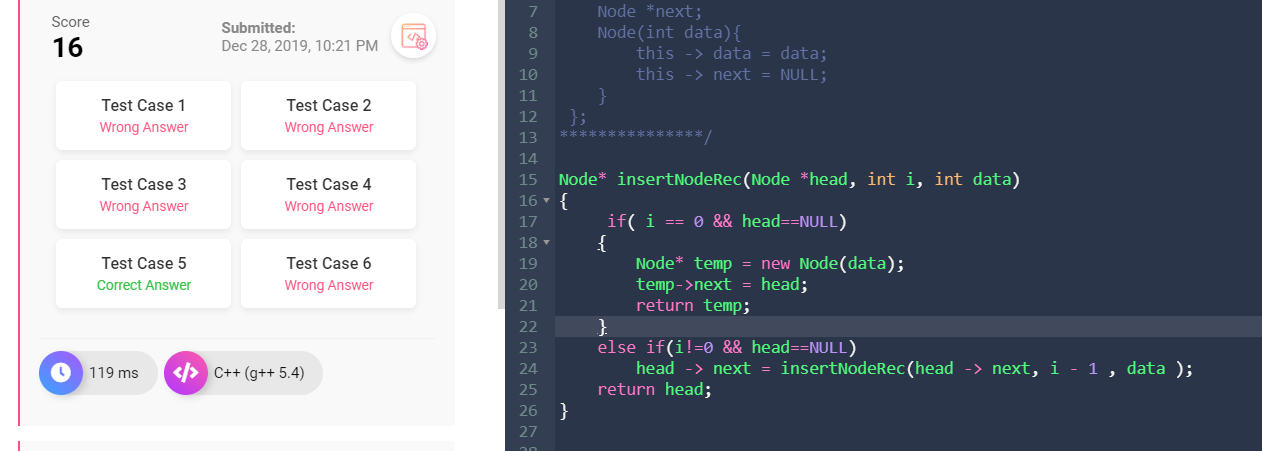 Score
16
Submitted:
Dec 28, 2019, 10:21 PM
Test Case 1
Wrong Answer
Test Case 2
Wrong Answer
Test Case 3
Wrong Answer
Test Case 4
Wrong Answer
Test Case 5
Correct Answer
Test Case 6
Wrong Answer
119 ms
C++ (g++ 5.4)
7 Node *next;
8 Node(int data){
9 this -> data = data;
10 this -> next = NULL;
11 }
12 };
13 ***************/
14
15 Node* insertNodeRec(Node *head, int i, int data)
16 {
17 if( i == 0 && head==NULL)
18 {
19 Node* temp = new Node(data);
20 temp->next = head;
21 return temp;
22 }
23 else if(i!=0 && head==NULL)
24 head -> next = insertNodeRec(head -> next, i - 1 , data );
25 return head;
26 }
27